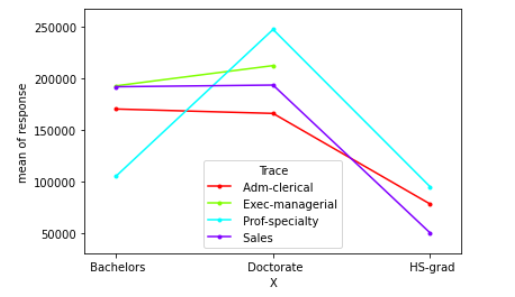 250000
200000
150000
100000
50000
mean of response
Trace
Adm-clerical
Exec-managerial
Prof-specialty
Sales
Bachelors Doctorate HS-grad
X